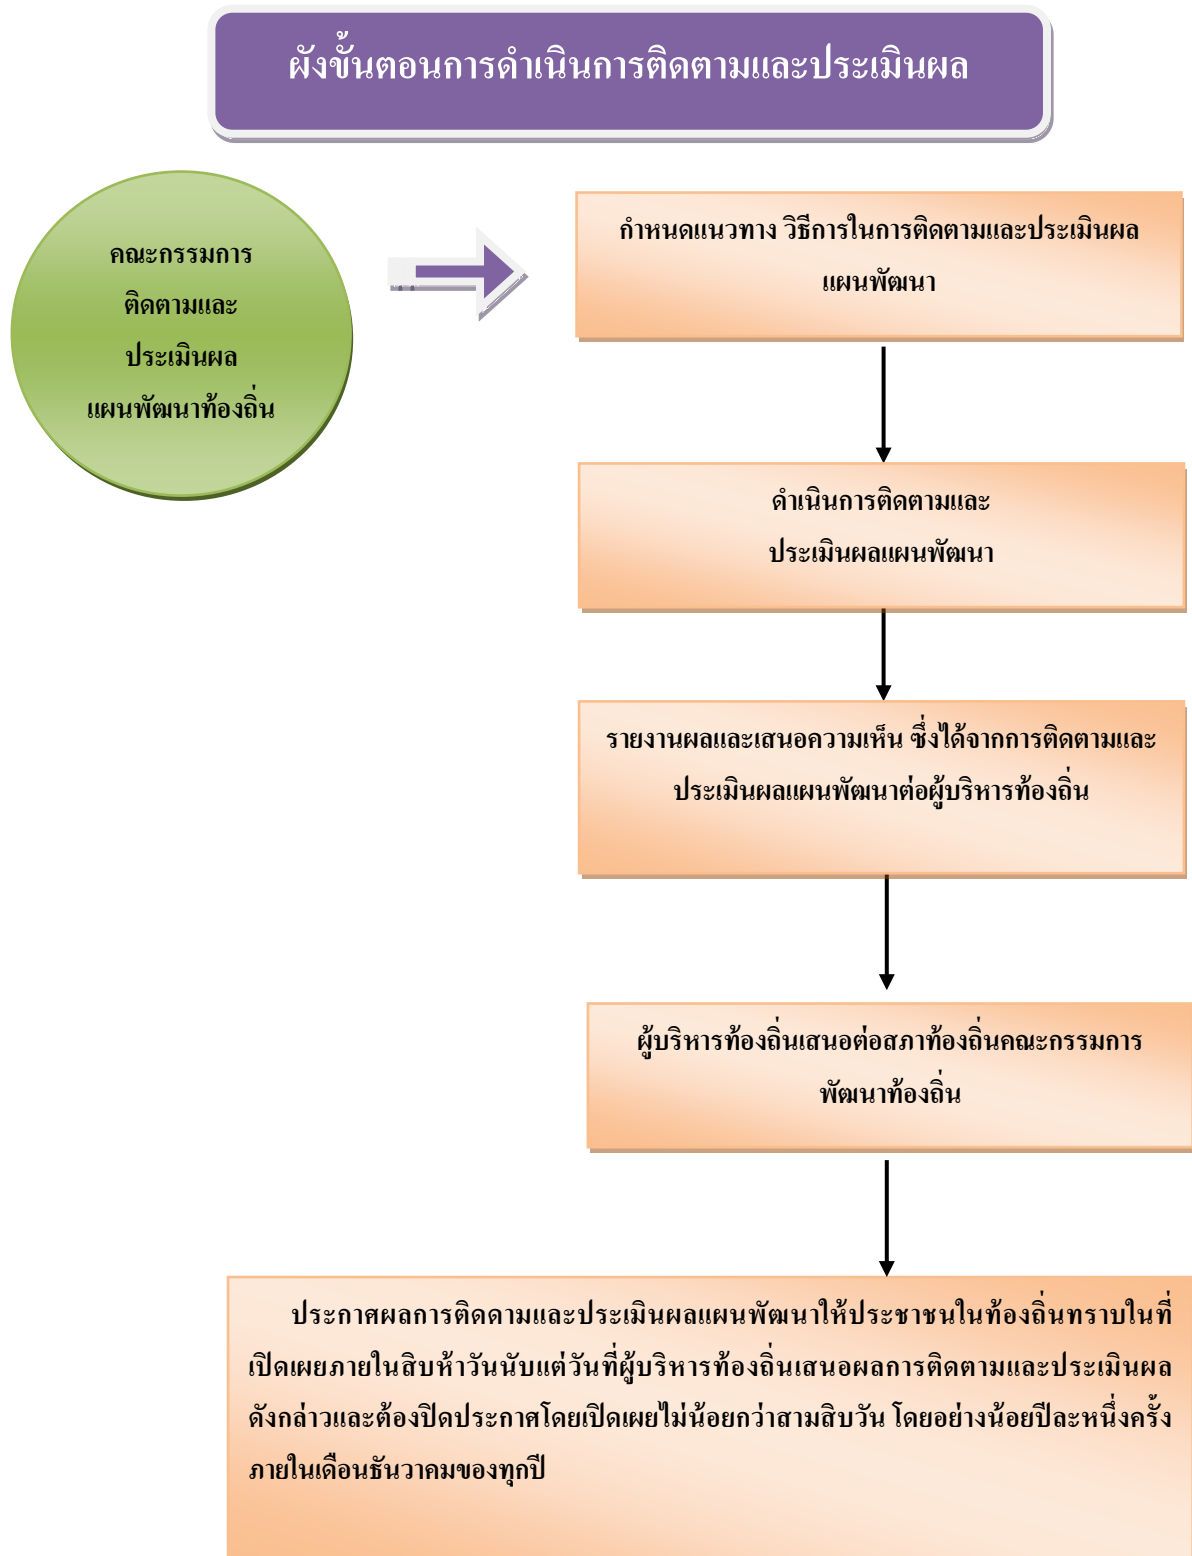 ผังขั้นตอนการดำเนินการติดตามและประเมินผล
คณะกรรมการ
ติดตามและ
ประเมินผล
แผนพัฒนาท้องถิ่น
กำหนดแนวทาง วิธีการในการติดตามและประเมินผล
แผนพัฒนา
ดำเนินการติดตามและ
ประเมินผลแผนพัฒนา
รายงานผลและเสนอความเห็น ซึ่งได้จากการติดตามและ
ประเมินผลแผนพัฒนาต่อผู้บริหารท้องถิ่น
ผู้บริหารท้องถิ่นเสนอต่อสภาท้องถิ่นคณะกรรมการ
พัฒนาท้องถิ่น
ประกาศผลการติดดามและประเมินผลแผนพัฒนาให้ประชาชนในท้องถิ่นทราบในที่
เปิดเผยภายในสิบห้าวันนับแต่วันที่ผู้บริหารท้องถิ่นเสนอผลการติดตามและประเมินผล
ดังกล่าวและต้องปิดประกาศโดยเปิดเผยไม่น้อยกว่าสามสิบวัน โดยอย่างน้อยปีละหนึ่งครั้ง
ภายในเดือนธันวาคมของทุกปี